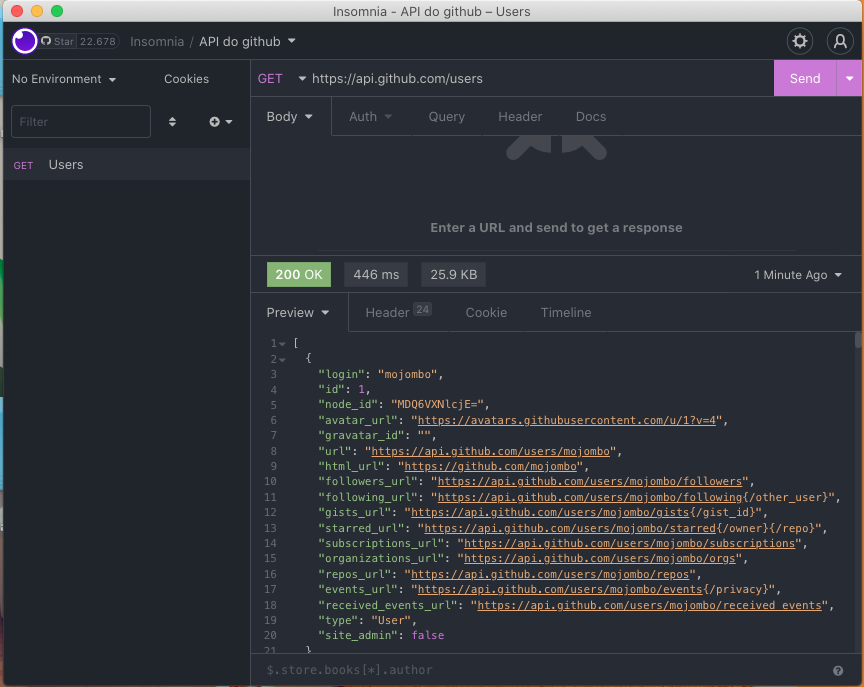 Insomnia - API do github – Users
Star 22.678 Insomnia / API do github
No Environment Cookies
GET https://api.github.com/users Send
Filter
Body Auth Query Header Docs
GET Users
Enter a URL and send to get a response
200 OK 446 ms 25.9 KB 1 Minute Ago
Preview Header 24 Cookie Timeline
1 [
2 {
3 "login": "mojombo",
4 "id": 1,
5 "node_id": "MDQ6VXNlcjE=",
6 "avatar_url": "https://avatars.githubusercontent.com/u/1?v=4",
7 "gravatar_id": "",
8 "url": "https://api.github.com/users/mojombo",
9 "html_url": "https://github.com/mojombo",
10 "followers_url": "https://api.github.com/users/mojombo/followers",
11 "following_url": "https://api.github.com/users/mojombo/following{/other_user}",
12 "gists_url": "https://api.github.com/users/mojombo/gists{/gist_id}",
13 "starred_url": "https://api.github.com/users/mojombo/starred{/owner}{/repo}",
14 "subscriptions_url": "https://api.github.com/users/mojombo/subscriptions",
15 "organizations_url": "https://api.github.com/users/mojombo/orgs",
16 "repos_url": "https://api.github.com/users/mojombo/repos",
17 "events_url": "https://api.github.com/users/mojombo/events{/privacy}",
18 "received_events_url": "https://api.github.com/users/mojombo/received_events",
19 "type": "User",
20 "site_admin": false
21 }
$.store.books[*].author